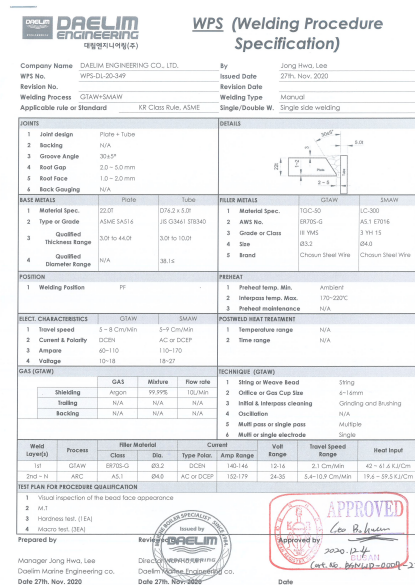 DAELIM
DAELIM ENGINEERING
대림엔지니어링(주)
WPS (Welding Procedure Specification)
Company Name DAELIM ENGINEERING CO., LTD. By Jong Hwa, Lee
WPS No. WPS-DL-20-349 Issued Date 27th. Nov, 2020
Revision No. Revision Date
Welding Process GTAW+SMAW Welding Type Manual
Applicable rule or Standard KR Class Rule, ASME Single/Double W. Single side welding
JOINTS DETAILS
1 Joint design Plate + Tube
2 Backing N/A
3 Groove Angle 30±5°
4 Root Gap 2.0 – 5.0 mm
5 Root Face 1.0 – 2.0 mm
6 Back Gauging N/A
30±5°
5.0t
22t
Plate
Tube
2 ~ 5
BASE METALS Plate Tube FILLER METALS GTAW SMAW
1 Material Spec. 22.0T D76.2 x 5.0t 1 Material Spec. TGC-50 LC-300
2 Type or Grade ASME SA516 JIS G3461 STB340 2 AWS No. ER70S-G A5.1 E7016
3 Qualified Thickness Range 3.0t to 44.0t 3.0t to 10.0t 3 Grade or Class III YMS 3 YH 15
4 Size Ø3.2 Ø4.0
4 Qualified Diameter Range N/A 38.1≤ 5 Brand Chosun Steel Wire Chosun Steel Wire
POSITION PREHEAT
1 Welding Position PF 1 Preheat temp. Min. Ambient
2 Interpass temp. Max. 170~220℃
3 Preheat maintenance N/A
ELECT. CHARACTERISTICS GTAW SMAW POSTWELD HEAT TREATMENT
1 Travel speed 5 – 8 Cm/Min 5~9 Cm/Min 1 Temperature range N/A
2 Current & Polarity DCEN AC or DCEP 2 Time range N/A
3 Ampare 60~110 110~170
4 Voltage 10~18 18~27
GAS (GTAW) TECHNIQUE (GTAW)
GAS Mixture Flow rate 1 String or Weave Bead String
Shielding Argon 99.99% 10L/Min 2 Orifice or Gas Cup Size 6~16mm
Trailing N/A N/A N/A 3 Initial & Interpass cleaning Grinding and Brushing
Backing N/A N/A N/A 4 Oscillation N/A
5 Multi pass or single pass Multiple
6 Multi or single electrode Single
Weld Layer(s) Process Filler Material Current Volt Range Travel Speed Range Heat Input
Class Dia. Type Polar. Amp Range
1st GTAW ER70S-G Ø3.2 DCEN 140-146 12-16 2.1 Cm/Min 42 – 61.6 KJ/Cm
2nd – N ARC A5.1 Ø4.0 AC or DCEP 152-179 24-35 5.4~10.9 Cm/Min 19.6 – 59.5 KJ/Cm
TEST PLAN FOR PROCEDURE QUALIFICATION
1 Visual inspection of the bead face appearance
2 M.T
3 Hardness test. (1EA)
4 Macro test. (3EA)
Prepared by Reviewed by Approved by
Issued by
DAELIM
APPROVED
2020.12.4
BUSAN
Manager Jong Hwa, Lee
Daelim Marine Engineering co. Daelim Marine Engineering co.
Date 27th. Nov, 2020 Date 27th. Nov, 2020 Date